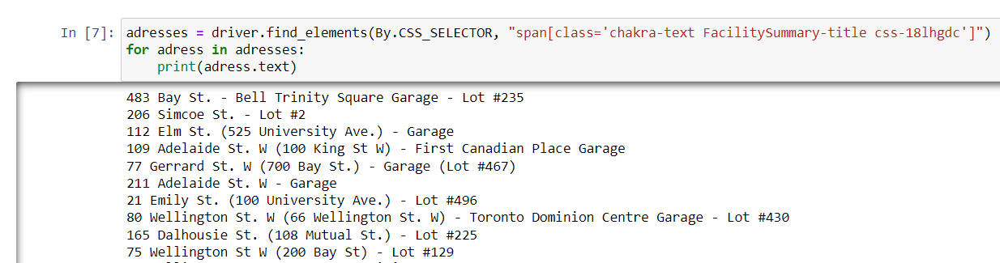 In [7]: adresses = driver.find_elements(By.CSS_SELECTOR, "span[class='chakra-text FacilitySummary-title css-18lhgdc']")
for adress in adresses:
    print(adress.text)
483 Bay St. - Bell Trinity Square Garage - Lot #235
206 Simcoe St. - Lot #2
112 Elm St. (525 University Ave.) - Garage
109 Adelaide St. W (100 King St W) - First Canadian Place Garage
77 Gerrard St. W (700 Bay St.) - Garage (Lot #467)
211 Adelaide St. W - Garage
21 Emily St. (100 University Ave.) - Lot #496
80 Wellington St. W (66 Wellington St. W) - Toronto Dominion Centre Garage - Lot #430
165 Dalhousie St. (108 Mutual St.) - Lot #225
75 Wellington St W (200 Bay St) - Lot #129